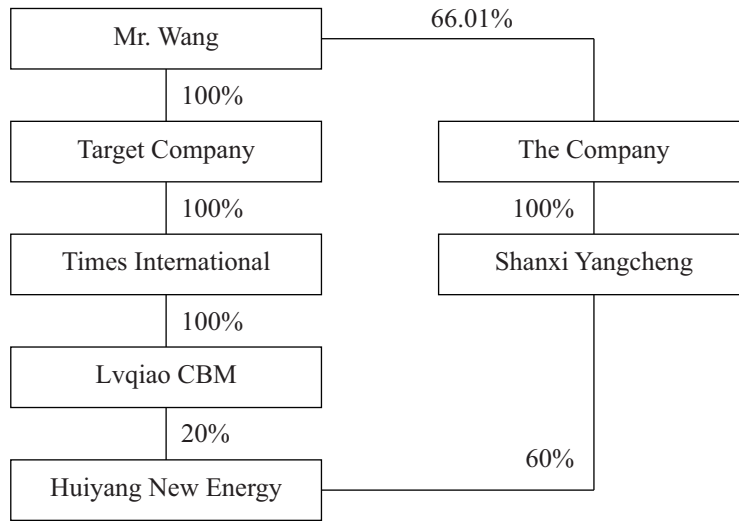 Mr. Wang
66.01%
100%
Target Company
The Company
100%
100%
Times International
Shanxi Yangcheng
100%
Lvqiao CBM
20%
60%
Huiyang New Energy